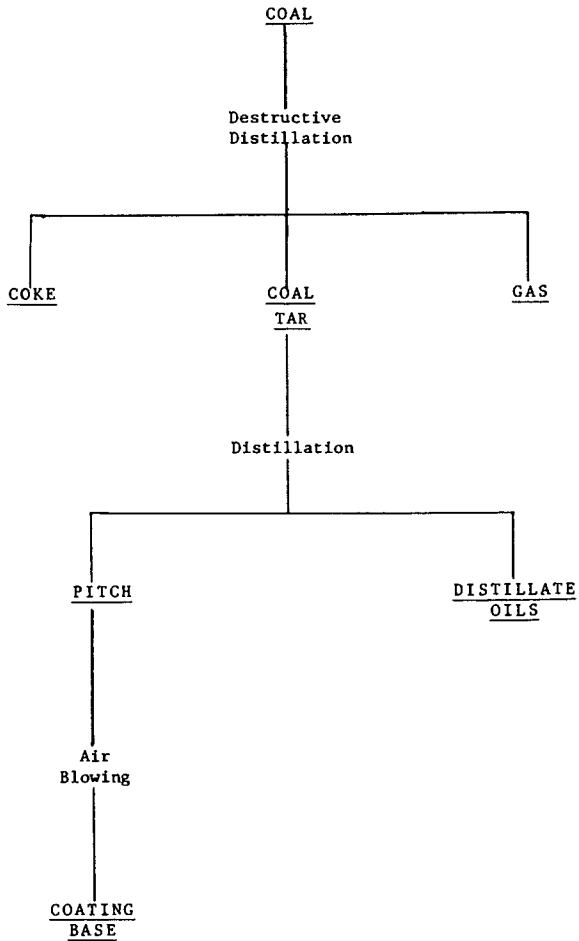 COAL
Destructive
Distillation
COKE
COAL
TAR
GAS
Distillation
PITCH
DISTILLATE
OILS
Air
Blowing
COATING
BASE